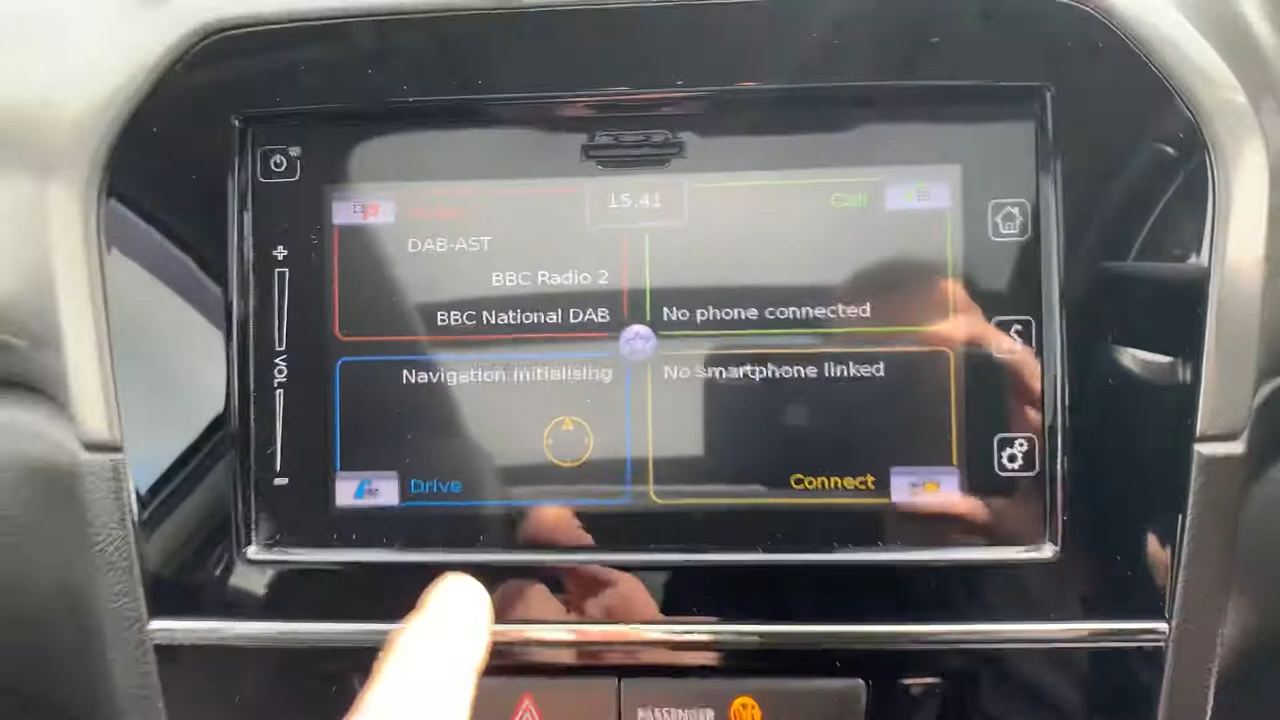 15.41
Call
DAB-AST
BBC Radio 2
BBC National DAB
No phone connected
Navigation initialising
No smartphone linked
Drive
Connect
VOL
PASSENGER